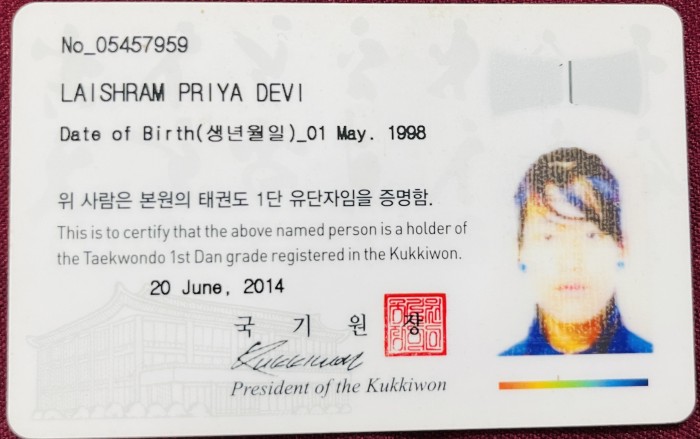 No_05457959
LAISHRAM PRIYA DEVI
Date of Birth(생년월일)_01 May. 1998
위 사람은 본원의 태권도 1단 유단자임을 증명함.
This is to certify that the above named person is a holder of
the Taekwondo 1st Dan grade registered in the Kukkiwon.
20 June, 2014
국 기 원 장
Kukkiwon
President of the Kukkiwon